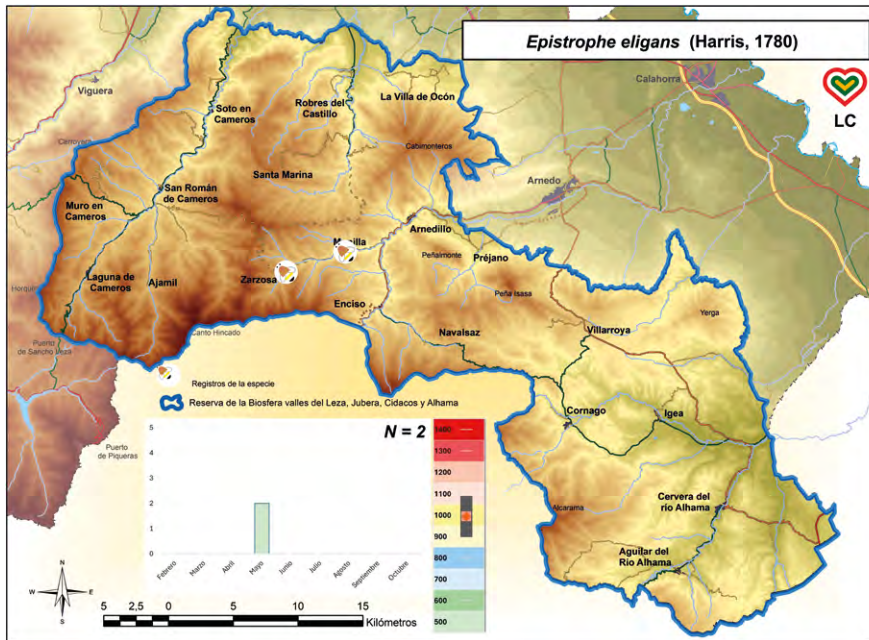 Epistrophe eligans (Harris, 1780)
LC
Viguera
Calahorra
Soto en
Cameros
Robres del
Castillo
La Villa de Ocón
Cabimonteros
Arnedo
Santa Marina
San Román
de Cameros
Muro en
Cameros
Arnedillo
Peñalmonte
Préjano
Laguna de
Cameros
Ajamil
Zarzosa
Enciso
Peña Isasa
Navalsaz
Villarroya
Yerga
Puerto
de Sancho Leza
Canto Hincado
Registros de la especie
Reserva de la Biosfera valles del Leza, Jubera, Cidacos y Alhama
Puerto
de Piqueras
Cornago
Igea
Cervera del
río Alhama
Aguilar del
Río Alhama
N = 2
5
4
3
2
1
0
Febrero
Marzo
Abril
Mayo
Junio
Julio
Agosto
Septiembre
Octubre
1400
1300
1200
1100
1000
900
800
700
600
500
N
W
E
S
5 2,5 0 5 10 15
Kilómetros